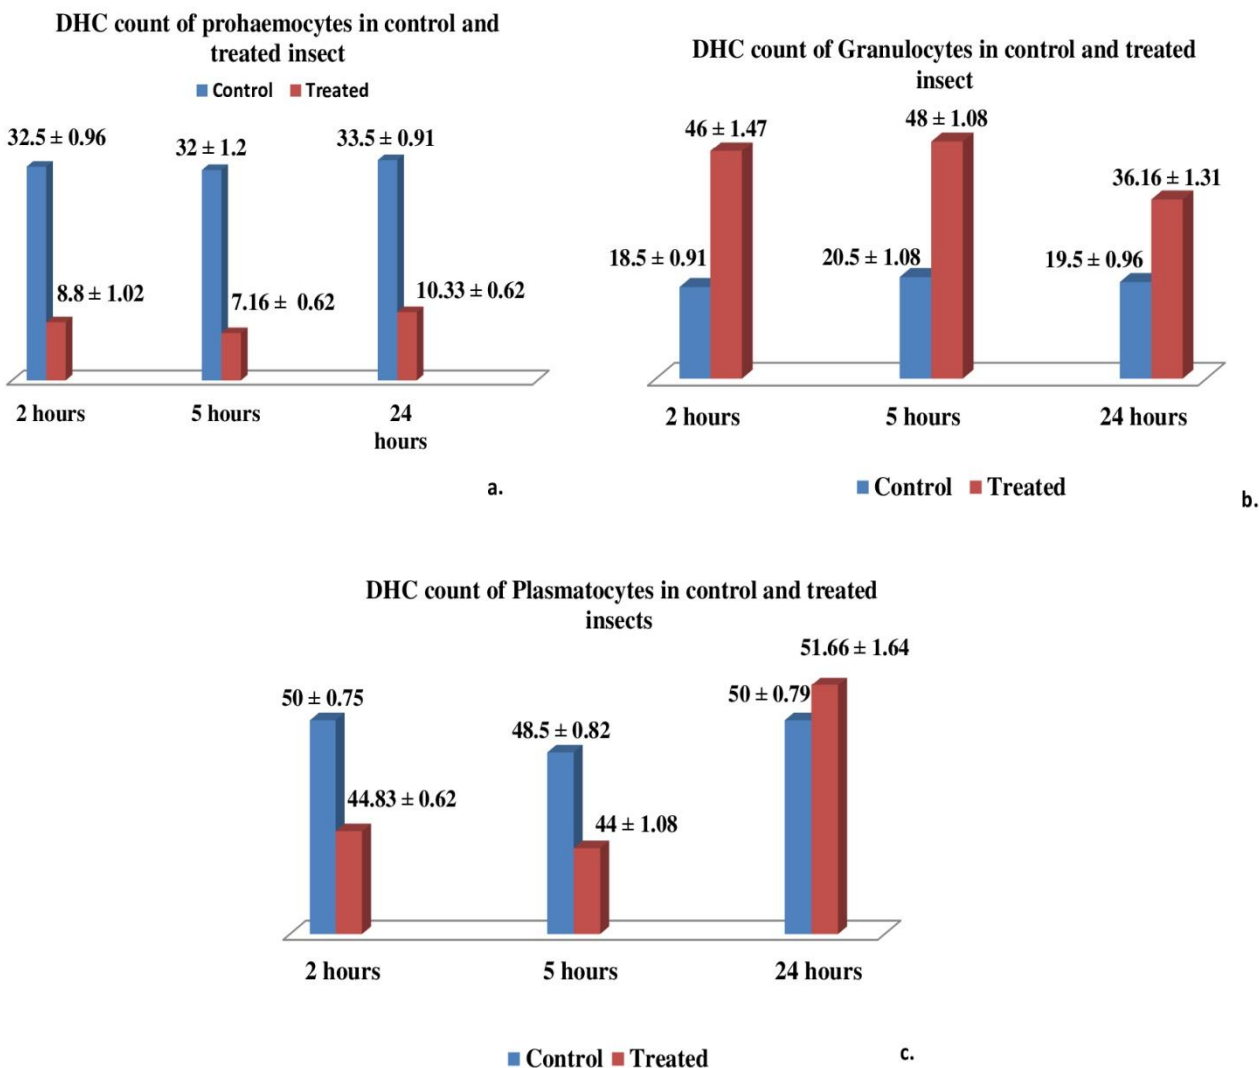 DHC count of prohaemocytes in control and
treated insect
Control Treated
32.5 ± 0.96
32 ± 1.2
33.5 ± 0.91
8.8 ± 1.02
7.16 ± 0.62
10.33 ± 0.62
2 hours
5 hours
24
hours
a.
DHC count of Granulocytes in control and treated
insect
46 ± 1.47
48 ± 1.08
36.16 ± 1.31
18.5 ± 0.91
20.5 ± 1.08
19.5 ± 0.96
2 hours
5 hours
24 hours
Control Treated
b.
DHC count of Plasmatocytes in control and treated
insects
51.66 ± 1.64
50 ± 0.75
50 ± 0.79
48.5 ± 0.82
44.83 ± 0.62
44 ± 1.08
2 hours
5 hours
24 hours
Control Treated
c.